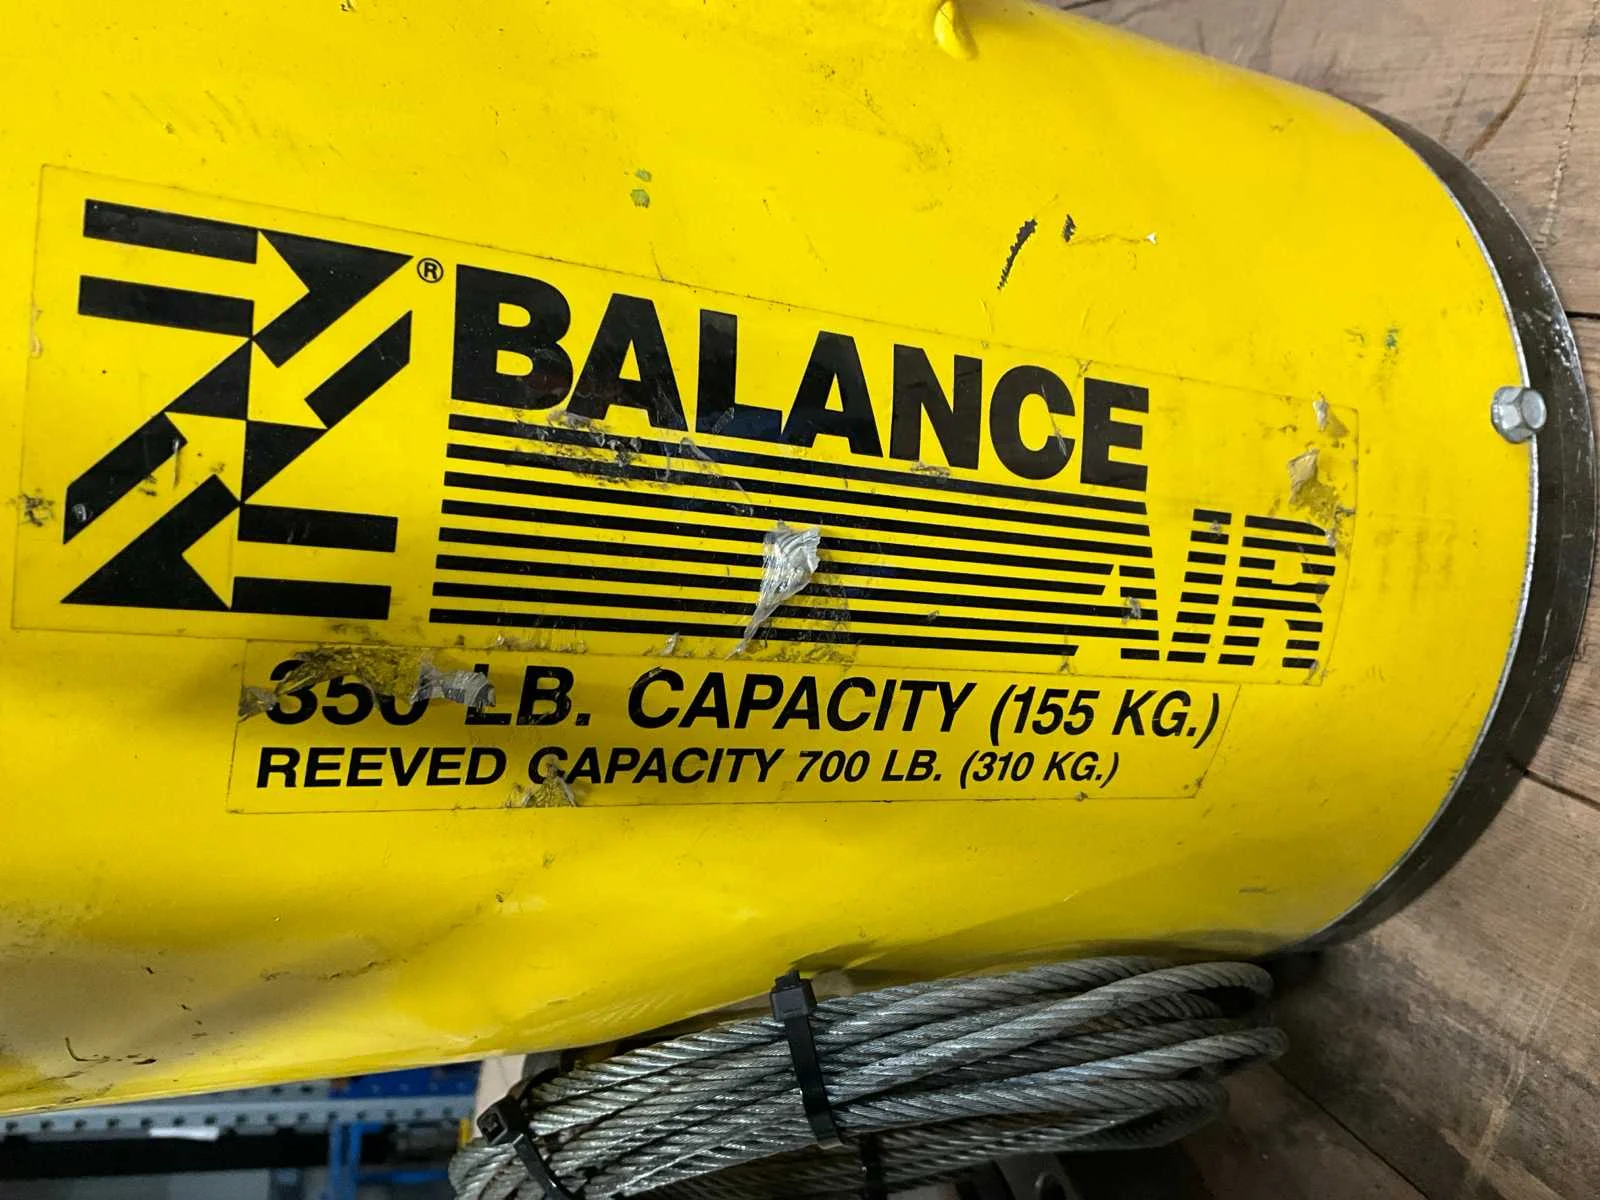 ® BALANCE
AIR
350 LB. CAPACITY (155 KG.)
REEVED CAPACITY 700 LB. (310 KG.)